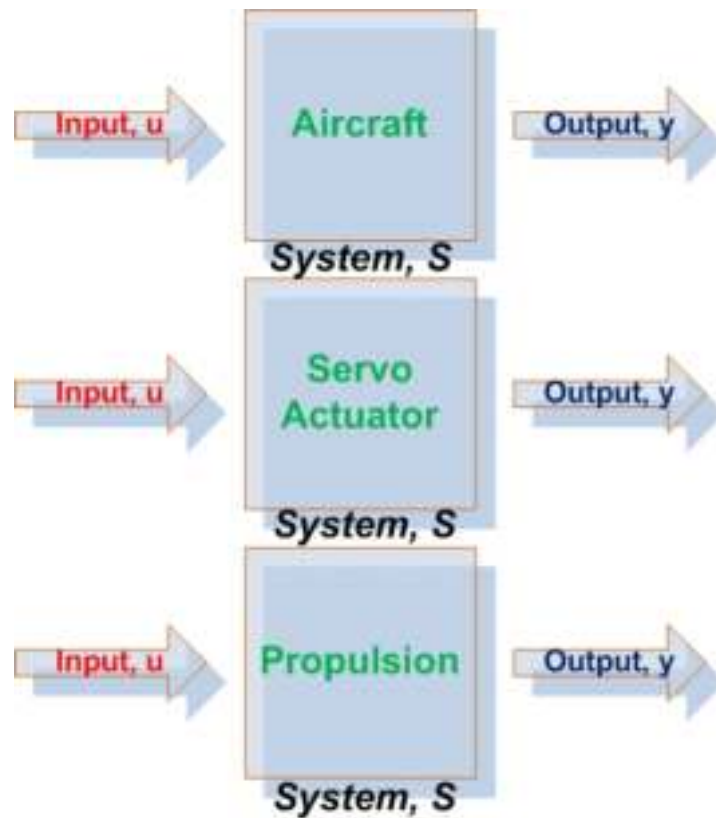 Input, u
Aircraft
Output, y
System, S
Input, u
Servo
Actuator
Output, y
System, S
Input, u
Propulsion
Output, y
System, S